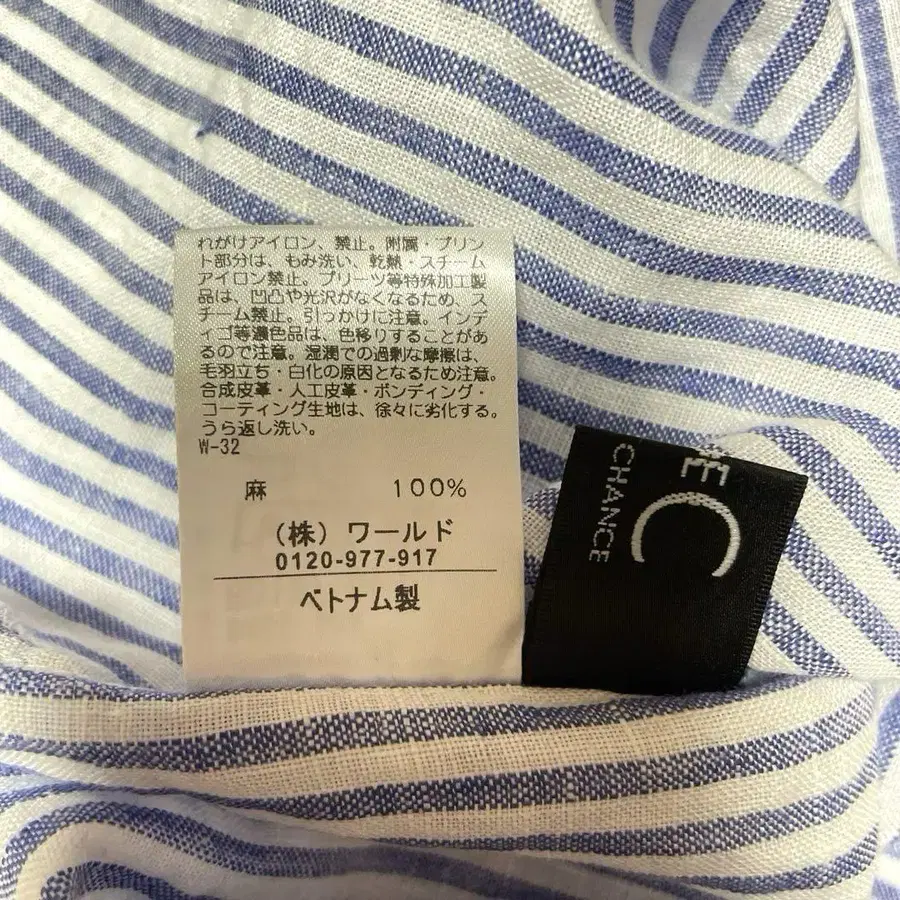 れがけアイロン、禁止。附属・プリン
ト部分は、もみ洗い、乾熱・スチーム
アイロン禁止。プリーツ等特殊加工製
品は、凹凸や光沢がなくなるため、ス
チーム禁止。引っかけに注意。インデ
ィゴ等濃色品は、色移りすることがあ
るので注意。湿潤での過剰な摩擦は、
毛羽立ち・白化の原因となるため注意。
合成皮革・人工皮革・ボンディング・
コーティング生地は、徐々に劣化する。
うら返し洗い。
W-32
麻 100%
(株)ワールド
0120-977-917
ベトナム製
C
CHANCE